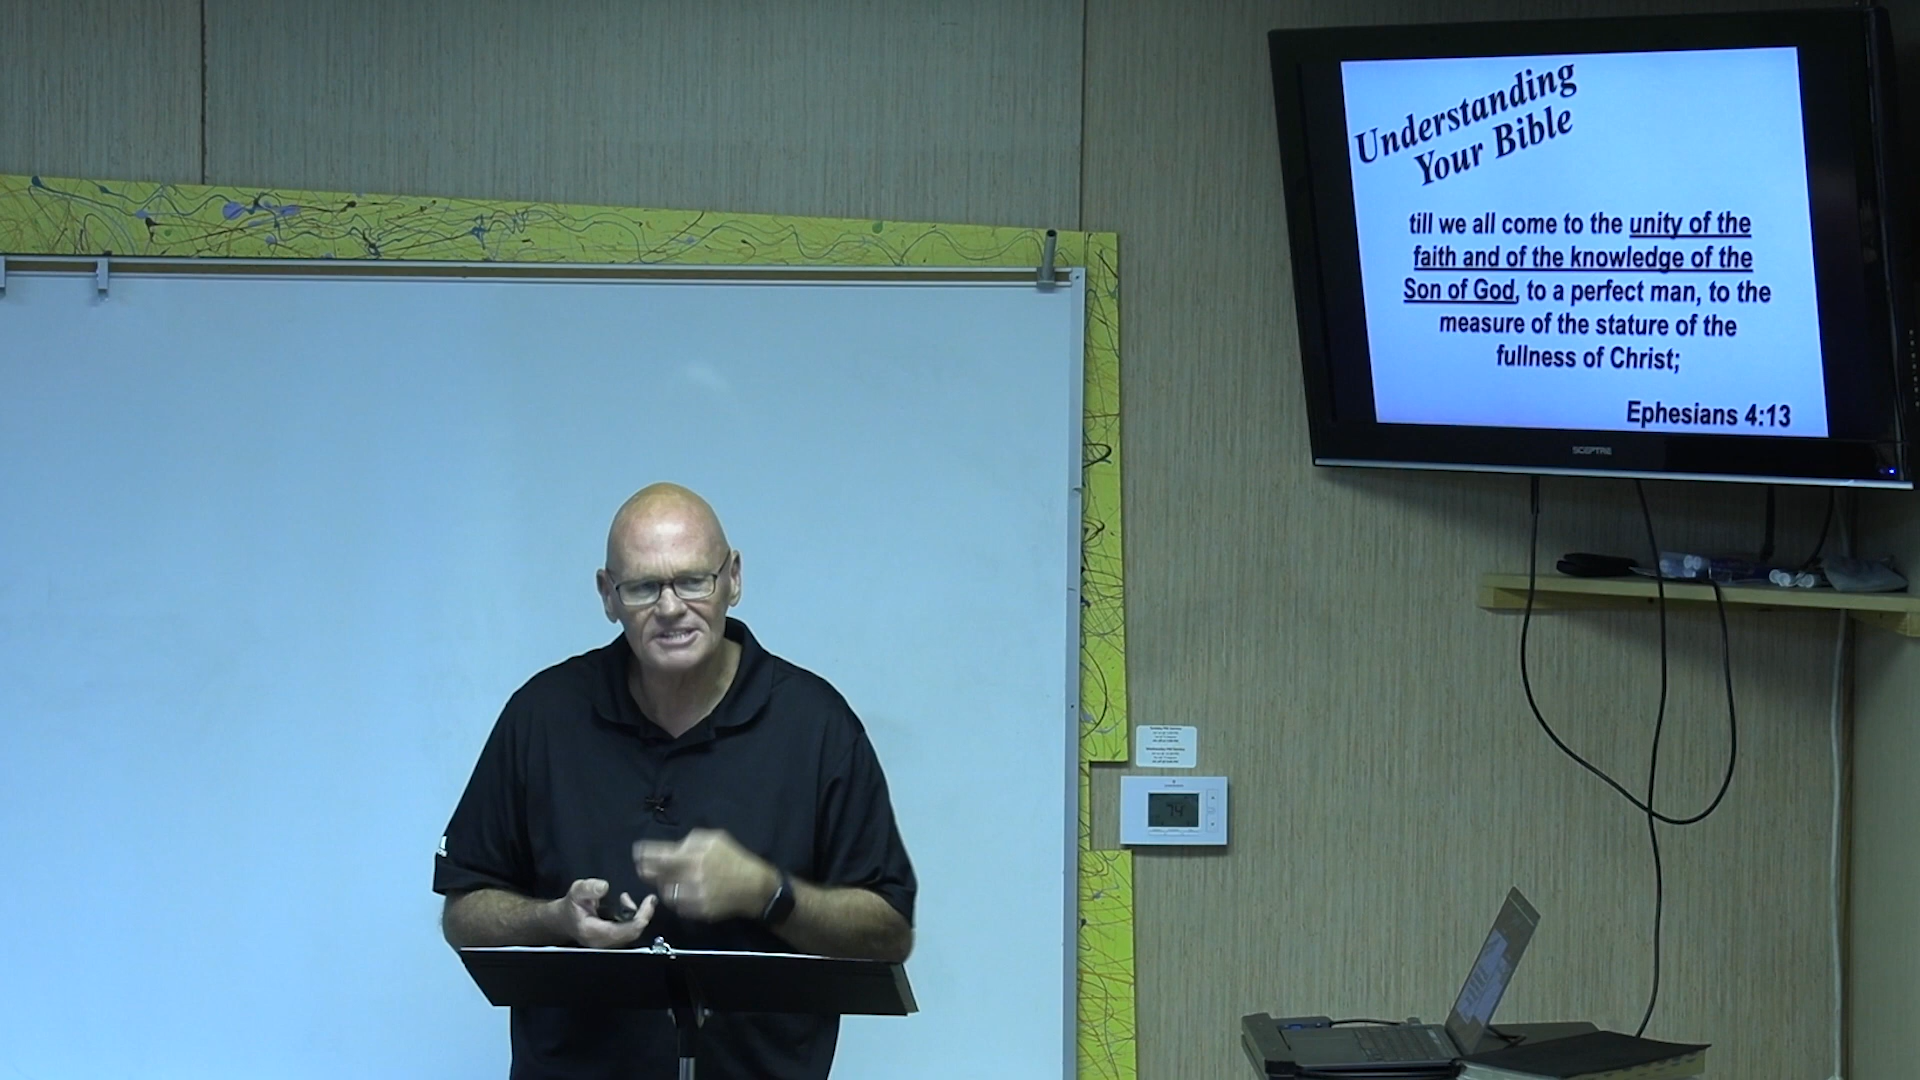 Understanding
Your Bible
till we all come to the unity of the
faith and of the knowledge of the
Son of God, to a perfect man, to the
measure of the stature of the
fullness of Christ;
Ephesians 4:13
SCEPTRE
74